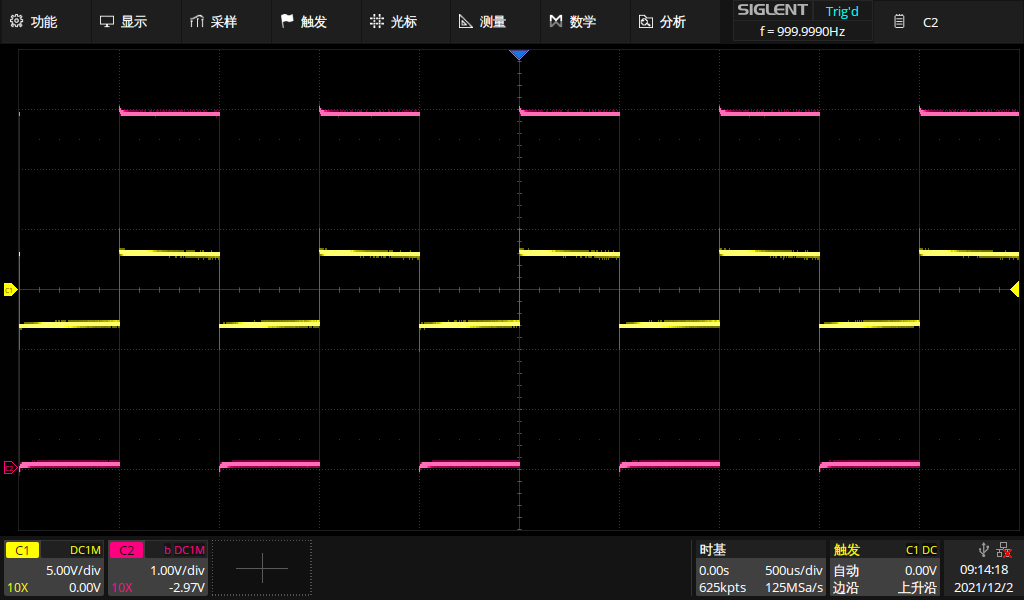 功能 显示 采样 触发 光标 测量 数学 分析 SIGLENT Trig'd C2
f = 999.9990Hz
C1
C2
C1 DC1M C2 b DC1M 时基 触发 C1 DC
5.00V/div 1.00V/div 0.00s 500us/div 自动 0.00V 09:14:18
10X 0.00V 10X -2.97V 625kpts 125MSa/s 边沿 上升沿 2021/12/2